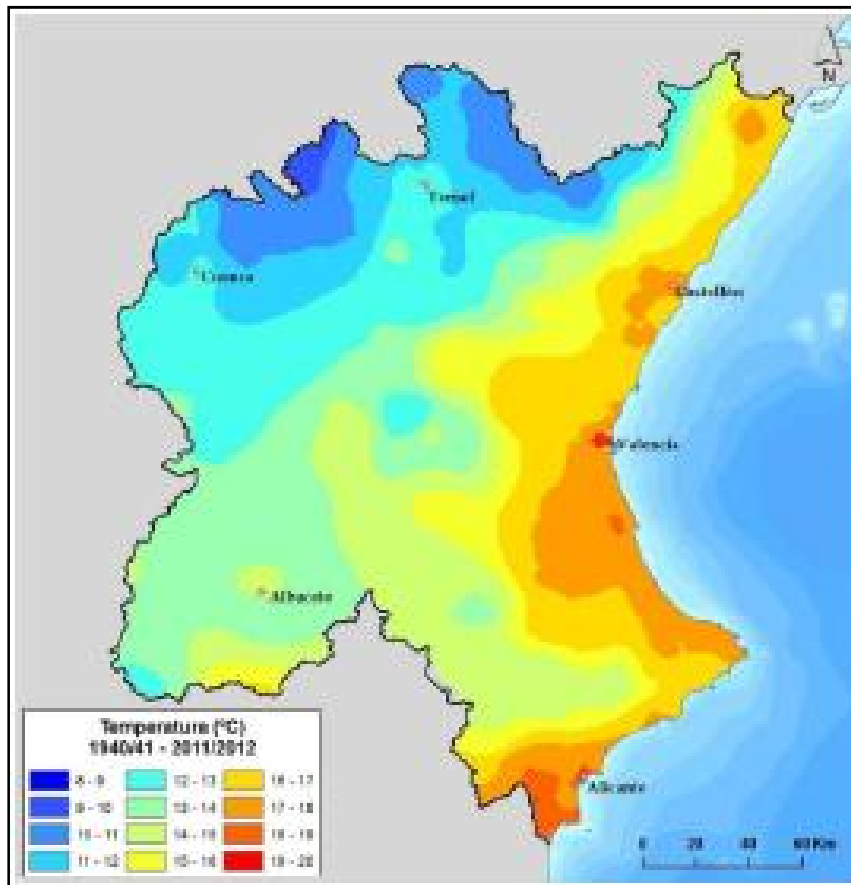 N
Teruel
Cuenca
Castellón
Valencia
Albacete
Alicante
Temperatura (ºC)
1940/41 - 2011/2012
8 - 9 12 - 13 16 - 17
9 - 10 13 - 14 17 - 18
10 - 11 14 - 15 18 - 19
11 - 12 15 - 16 19 - 20
0 20 40 60 Km